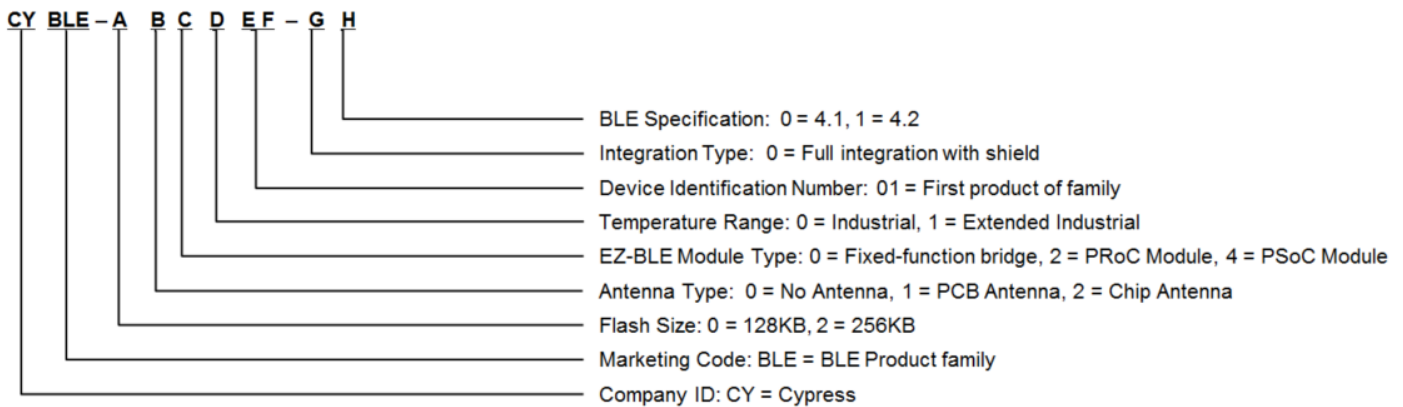 CY BLE – A B C D E F – G H
BLE Specification: 0 = 4.1, 1 = 4.2
Integration Type: 0 = Full integration with shield
Device Identification Number: 01 = First product of family
Temperature Range: 0 = Industrial, 1 = Extended Industrial
EZ-BLE Module Type: 0 = Fixed-function bridge, 2 = PRoC Module, 4 = PSoC Module
Antenna Type: 0 = No Antenna, 1 = PCB Antenna, 2 = Chip Antenna
Flash Size: 0 = 128KB, 2 = 256KB
Marketing Code: BLE = BLE Product family
Company ID: CY = Cypress